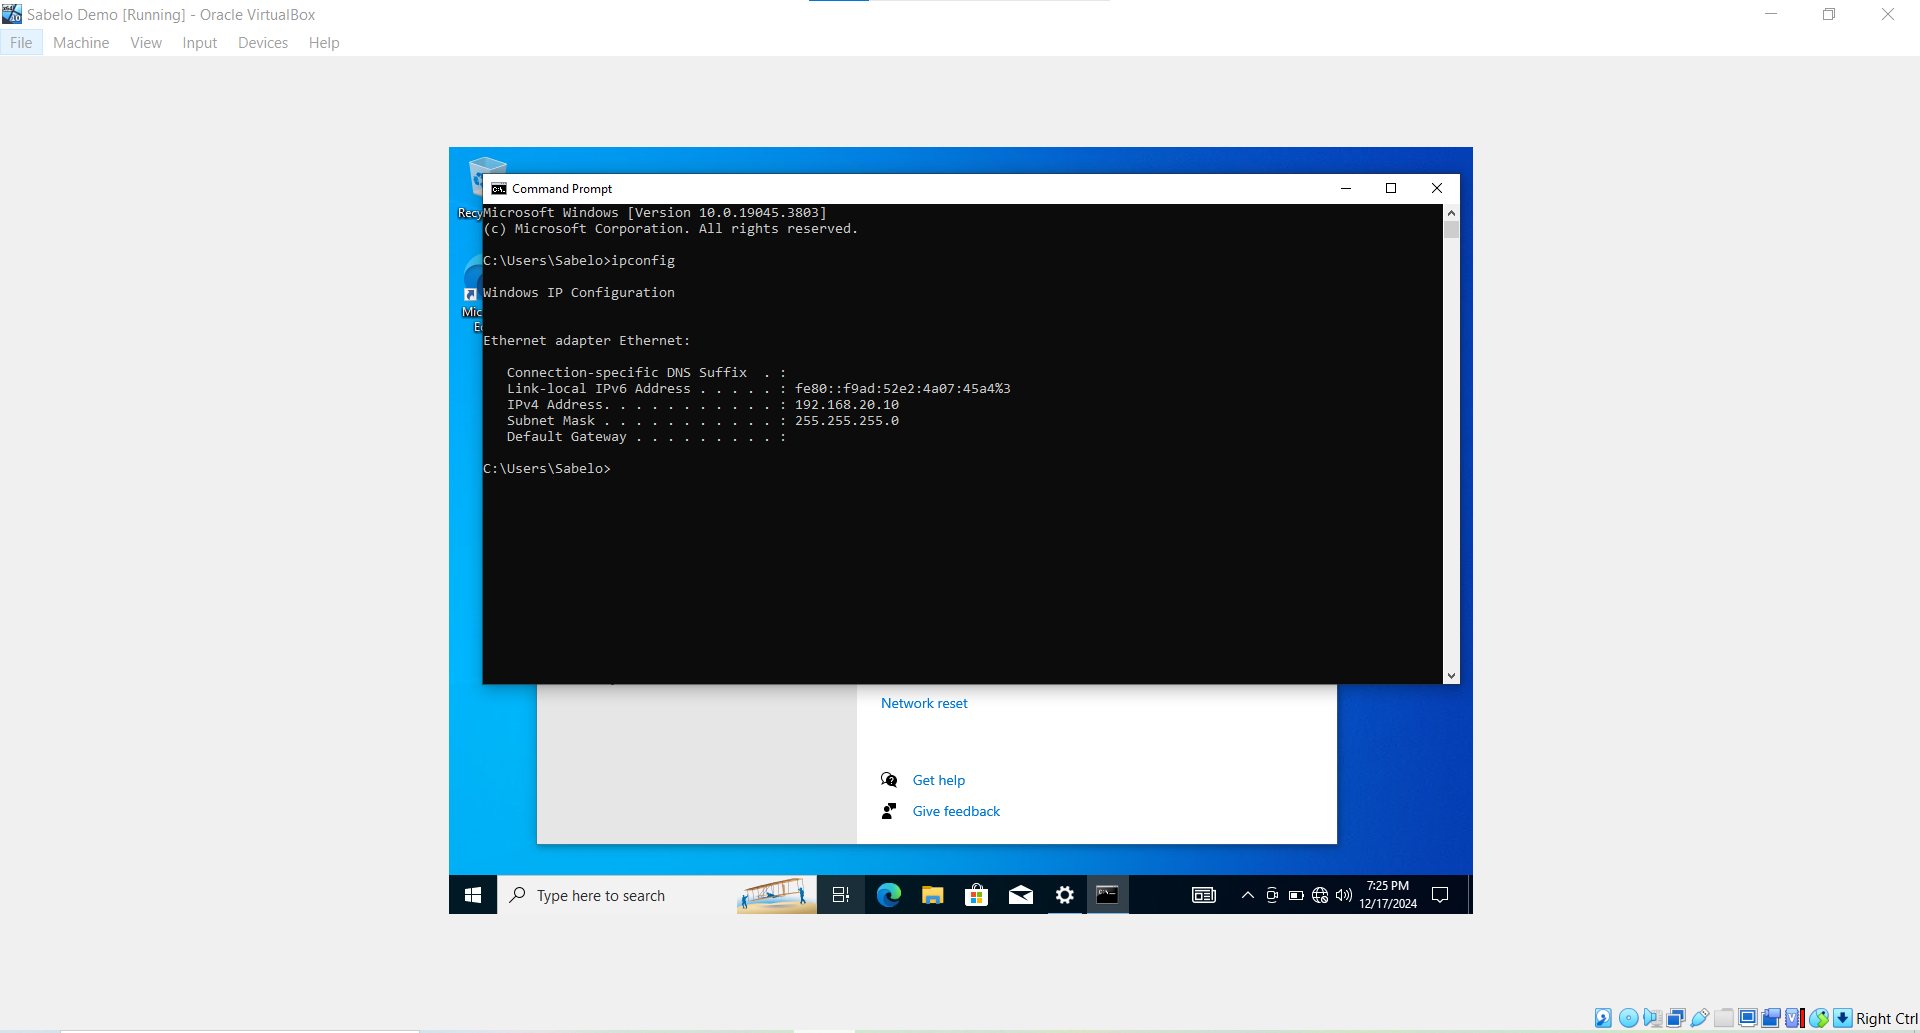 Sabelo Demo [Running] - Oracle VirtualBox
File Machine View Input Devices Help
Command Prompt
Recy
Microsoft Windows [Version 10.0.19045.3803]
(c) Microsoft Corporation. All rights reserved.
C:\Users\Sabelo>ipconfig
Windows IP Configuration
Mic
E
Ethernet adapter Ethernet:
Connection-specific DNS Suffix . :
Link-local IPv6 Address . . . . . : fe80::f9ad:52e2:4a07:45a4%3
IPv4 Address. . . . . . . . . . . : 192.168.20.10
Subnet Mask . . . . . . . . . . . : 255.255.255.0
Default Gateway . . . . . . . . . :
C:\Users\Sabelo>
Network reset
Get help
Give feedback
Type here to search
7:25 PM
12/17/2024
Right Ctrl